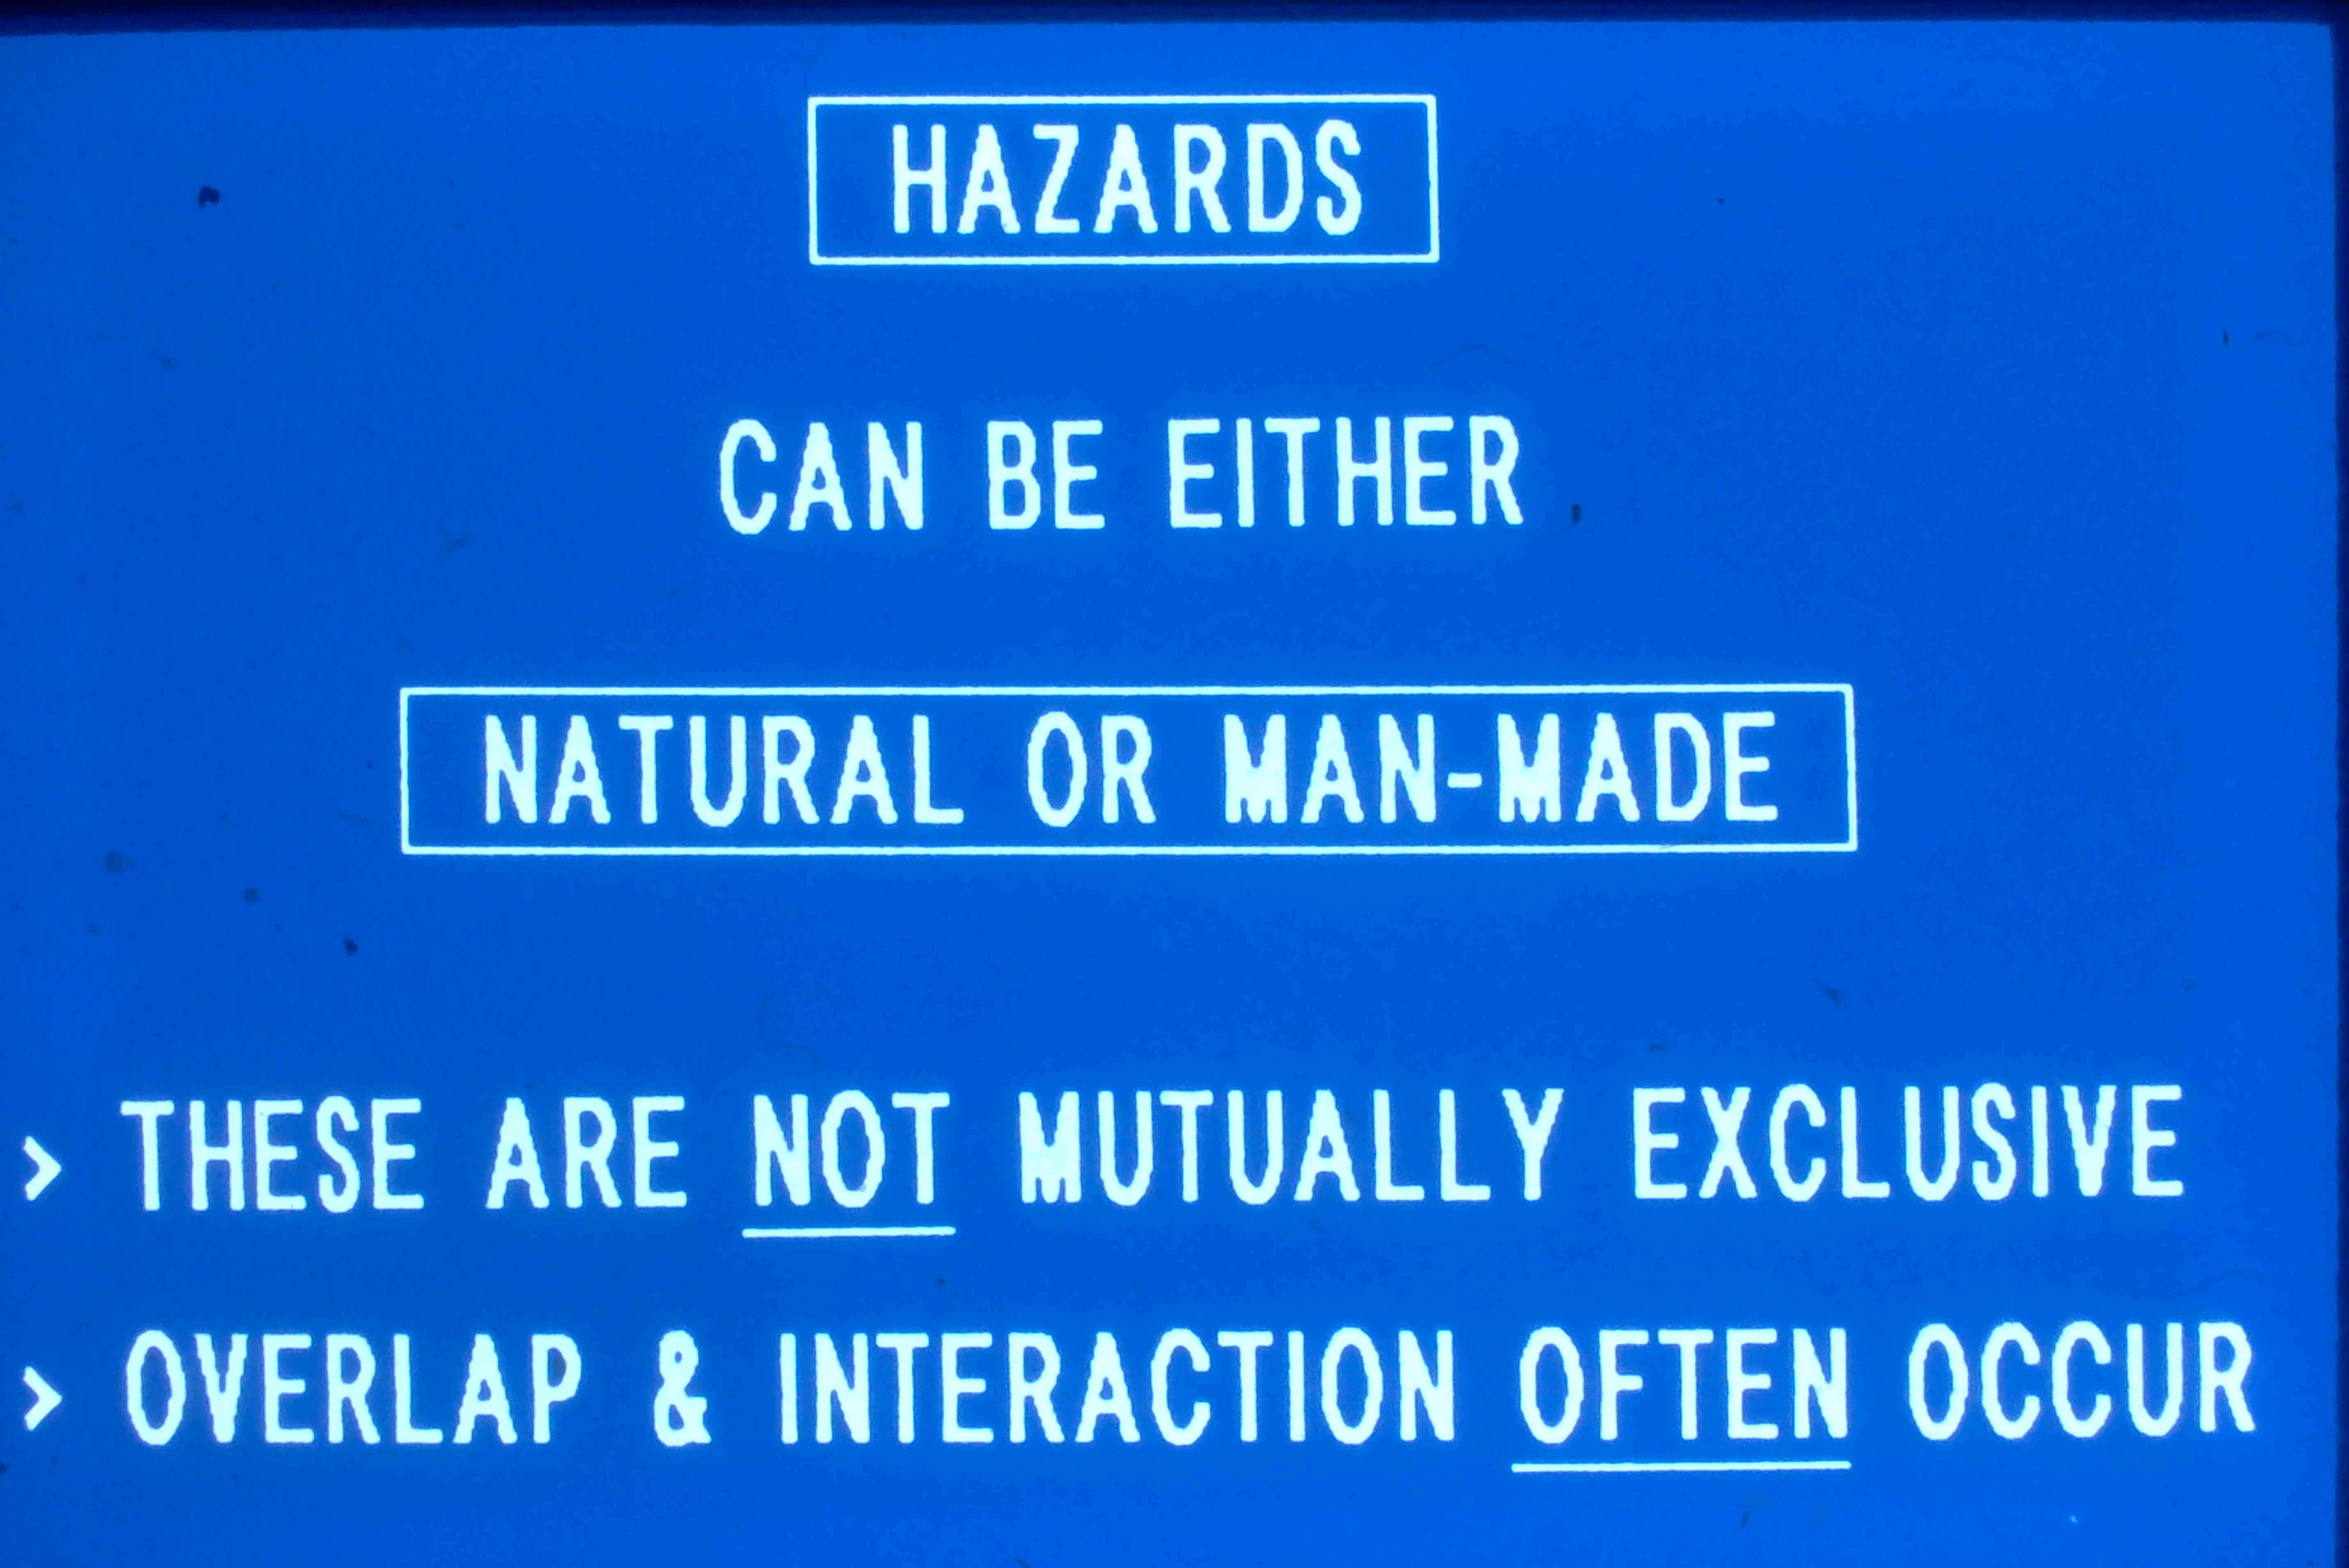 HAZARDS
CAN BE EITHER
NATURAL OR MAN-MADE
> THESE ARE NOT MUTUALLY EXCLUSIVE
> OVERLAP & INTERACTION OFTEN OCCUR